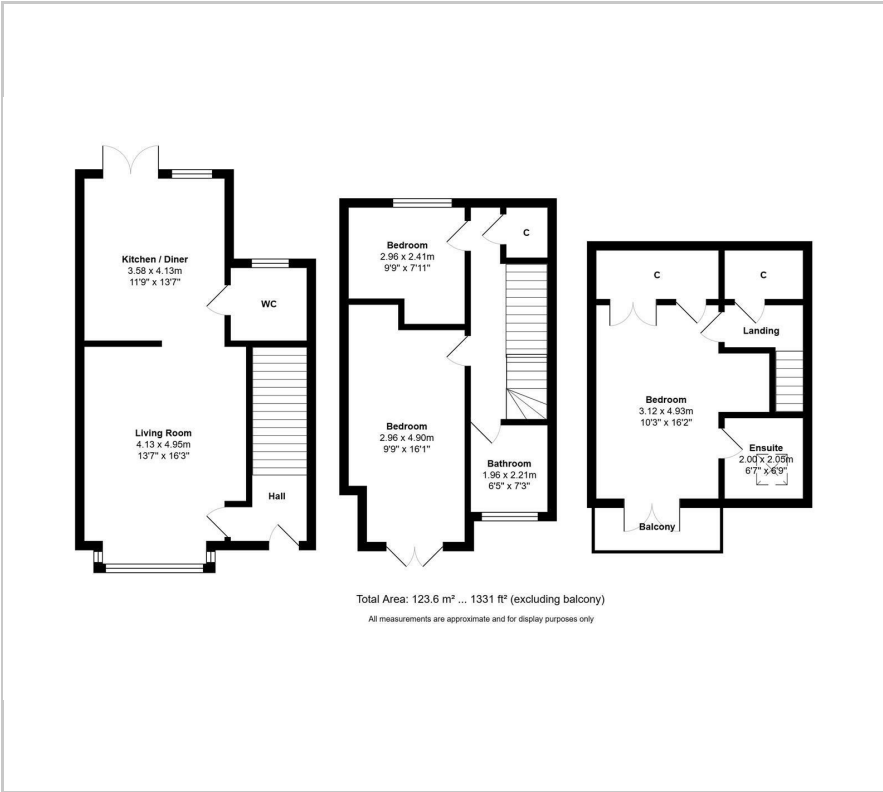 Kitchen / Diner
3.58 x 4.13m
11'9" x 13'7"
WC
Living Room
4.13 x 4.95m
13'7" x 16'3"
Hall
Bedroom
2.96 x 2.41m
9'9" x 7'11"
C
Bedroom
2.96 x 4.90m
9'9" x 16'1"
Bathroom
1.96 x 2.21m
6'5" x 7'3"
C
C
Landing
Bedroom
3.12 x 4.93m
10'3" x 16'2"
Ensuite
2.00 x 2.05m
6'7" x 6'9"
Balcony
Total Area: 123.6 m² ... 1331 ft² (excluding balcony)
All measurements are approximate and for display purposes only